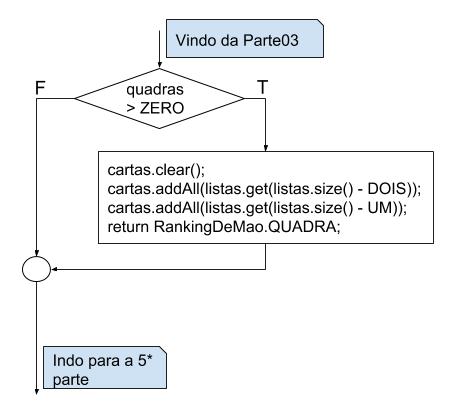 Vindo da Parte03
F
T
quadras
> ZERO
cartas.clear();
cartas.addAll(listas.get(listas.size() - DOIS));
cartas.addAll(listas.get(listas.size() - UM));
return RankingDeMao.QUADRA;
Indo para a 5*
parte